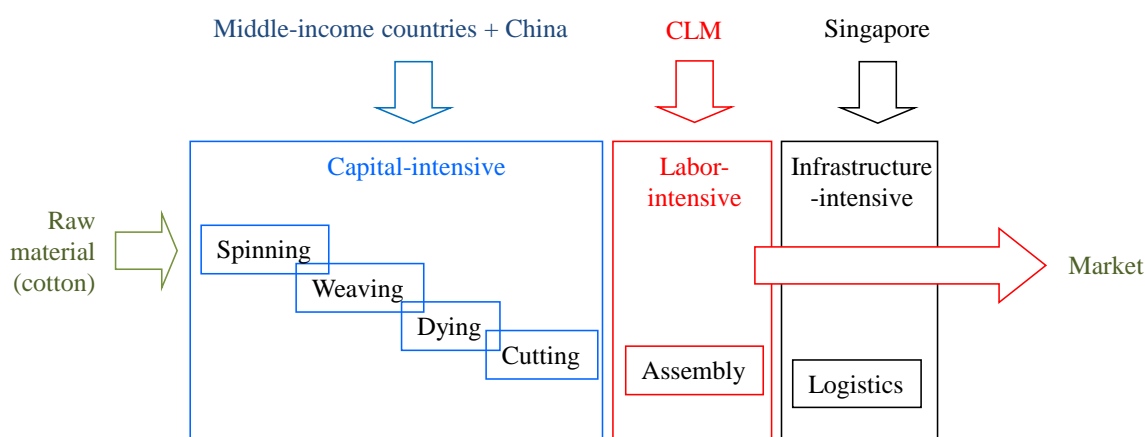 Middle-income countries + China
CLM
Singapore
Capital-intensive
Labor-
intensive
Infrastructure
-intensive
Raw
material
(cotton)
Spinning
Weaving
Dying
Cutting
Assembly
Logistics
Market